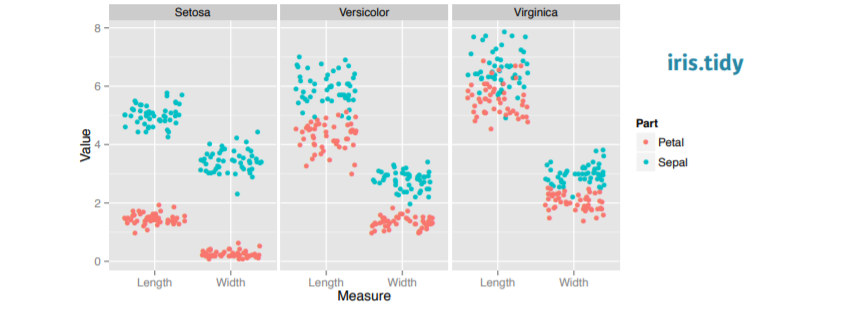 Setosa Versicolor Virginica
iris.tidy
8
6
4
2
0
Value
Part
Petal
Sepal
Length Width Length Width Length Width
Measure